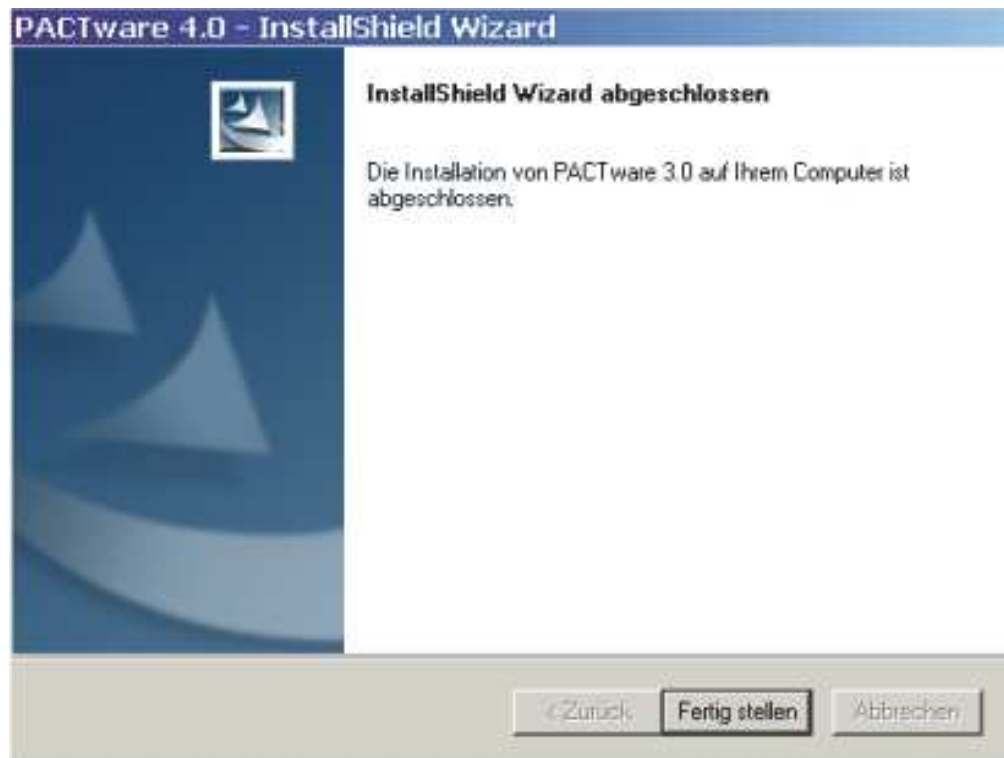 PACTware 4.0 - InstallShield Wizard
InstallShield Wizard abgeschlossen
Die Installation von PACTware 3.0 auf Ihrem Computer ist
abgeschlossen.
< Zurück
Fertig stellen
Abbrechen